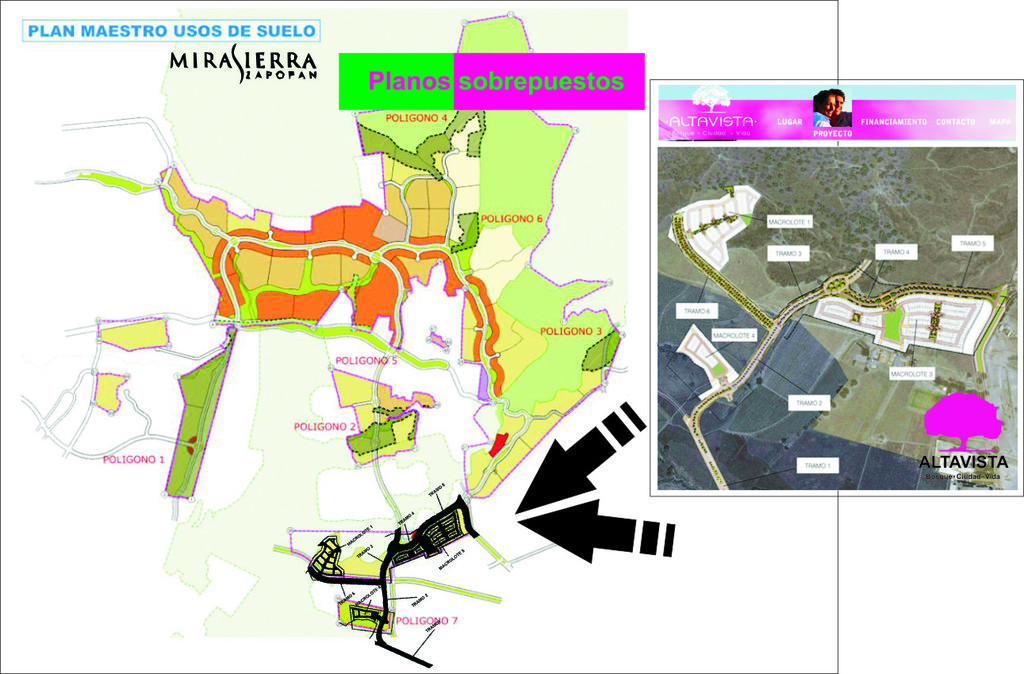 PLAN MAESTRO USOS DE SUELO
MIRASIERRA
ZAPOPAN
Planos sobrepuestos
POLIGONO 4
POLIGONO 6
POLIGONO 3
POLIGONO 5
POLIGONO 2
POLIGONO 1
TRAMO 5
TRAMO 4
MACROLOTE 1
TRAMO 3
MACROLOTE
TRAMO 6
MACROLOTE
TRAMO 2
POLIGONO 7
TRAMO
ALTAVISTA
Bosque · Ciudad · Vida
LUGAR
PROYECTO
FINANCIAMIENTO
CONTACTO
MAPA
MACROLOTE 1
TRAMO 3
TRAMO 4
TRAMO 5
TRAMO 6
MACROLOTE 4
MACROLOTE 3
TRAMO 2
TRAMO 1
ALTAVISTA
Bosque · Ciudad · Vida